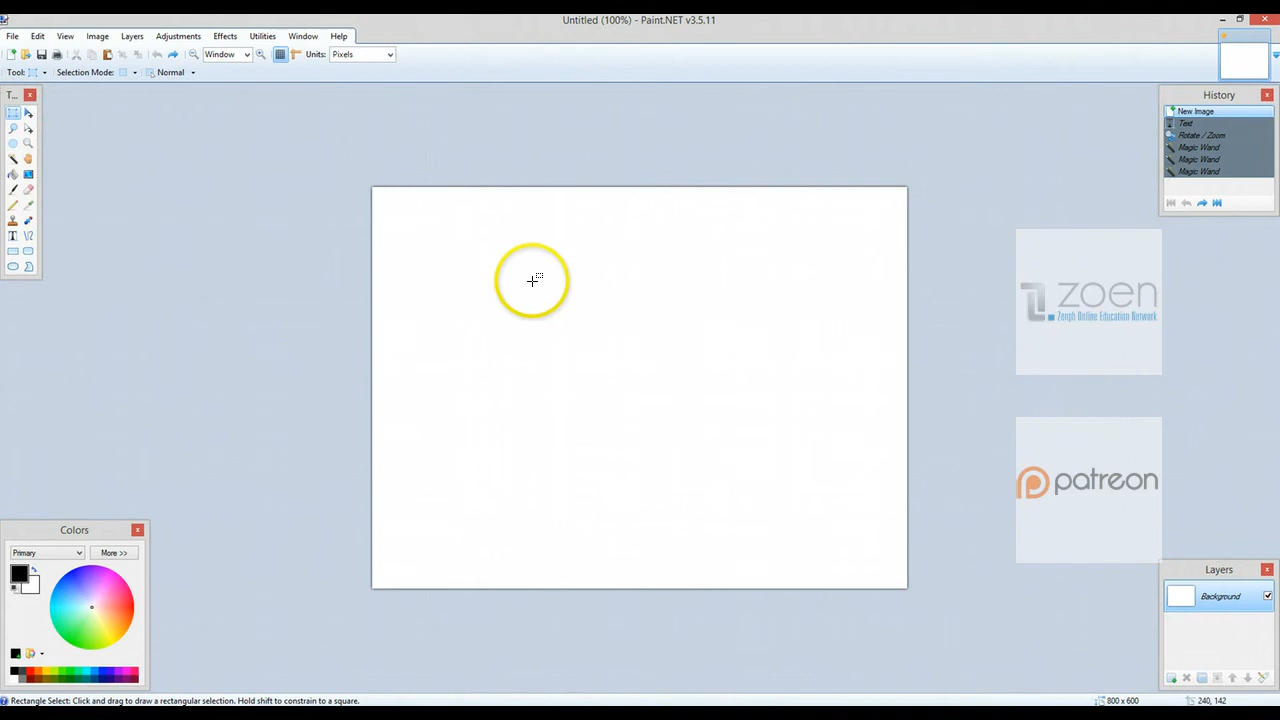 Untitled (100%) - Paint.NET v3.5.11
File Edit View Image Layers Adjustments Effects Utilities Window Help
Window Units: Pixels
Tool: Selection Mode: Normal
T...
History
New Image
Text
Rotate / Zoom
Magic Wand
Magic Wand
Magic Wand
zoen
Zenph Online Education Network
patreon
Colors
Primary More >>
Layers
Background
Rectangle Select: Click and drag to draw a rectangular selection. Hold shift to constrain to a square. 800 x 600 240, 142